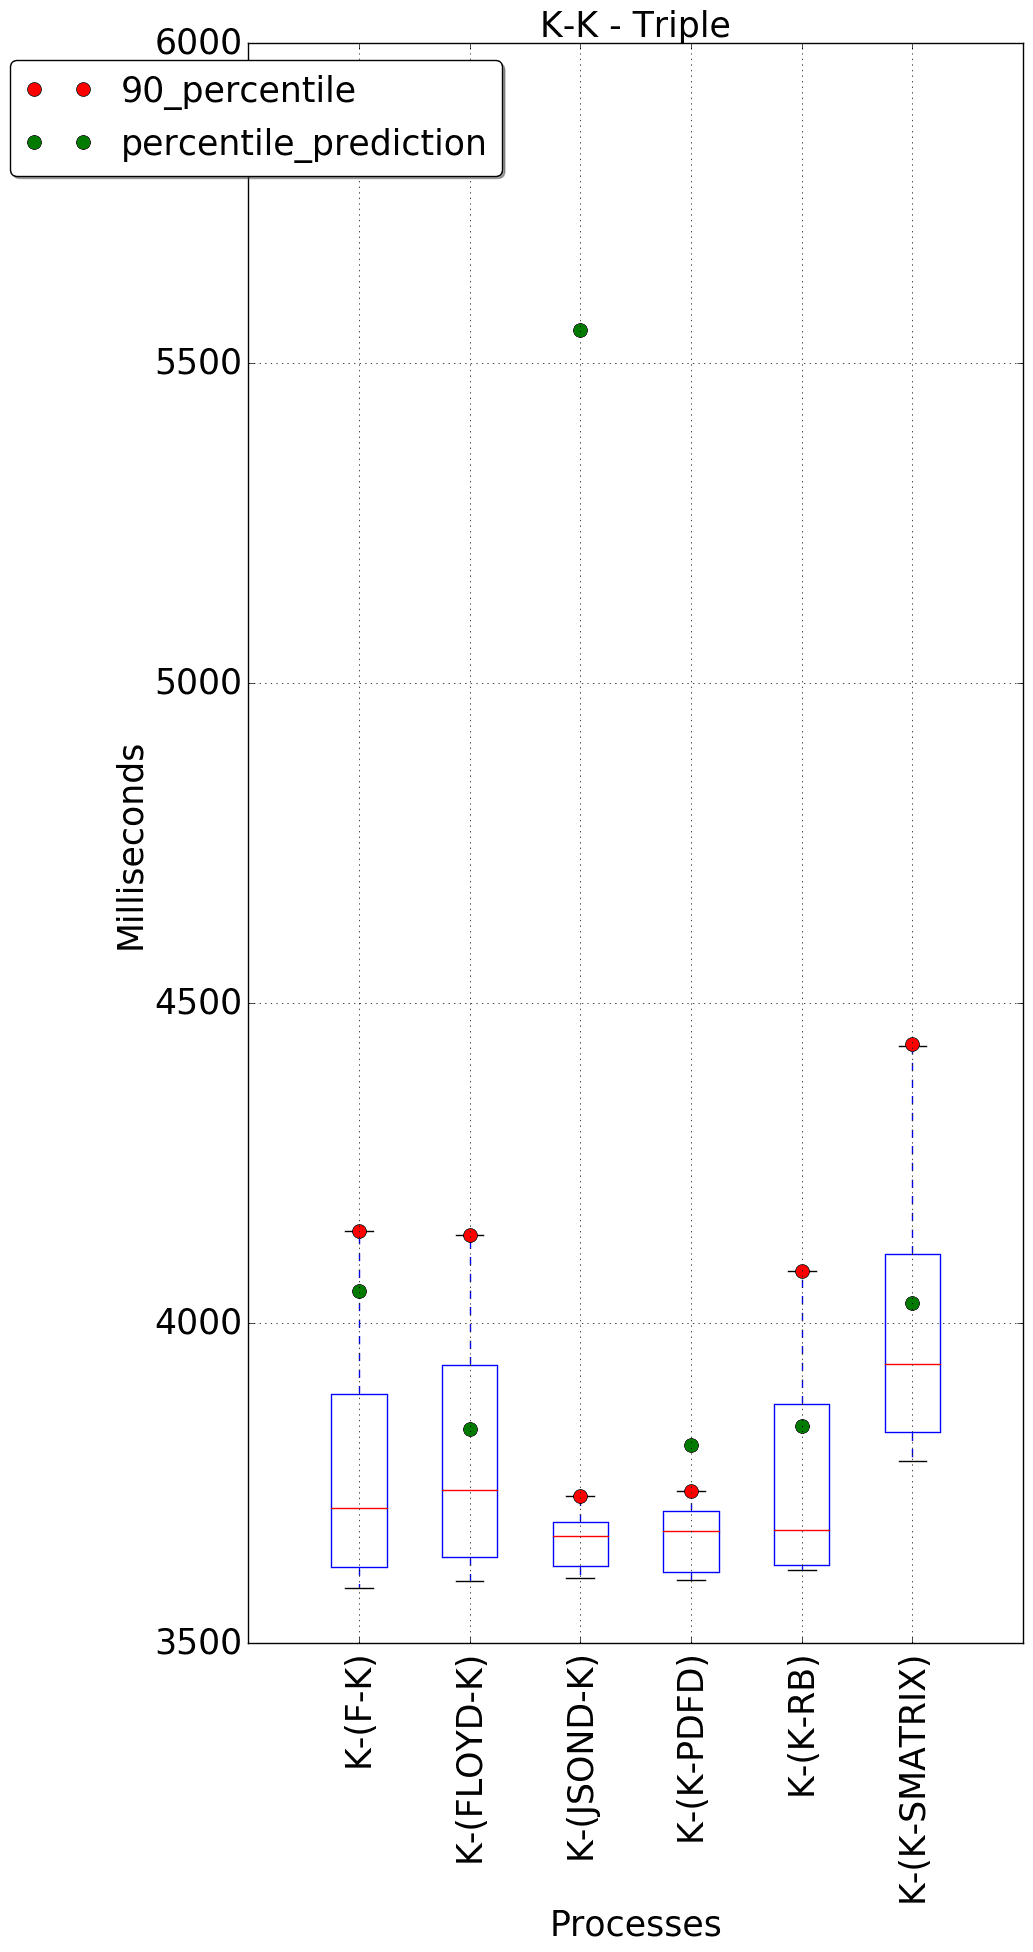 K-K - Triple
90_percentile
percentile_prediction
6000
5500
5000
4500
4000
3500
Milliseconds
K-(F-K)
K-(FLOYD-K)
K-(JSOND-K)
K-(K-PDFD)
K-(K-RB)
K-(K-SMATRIX)
Processes